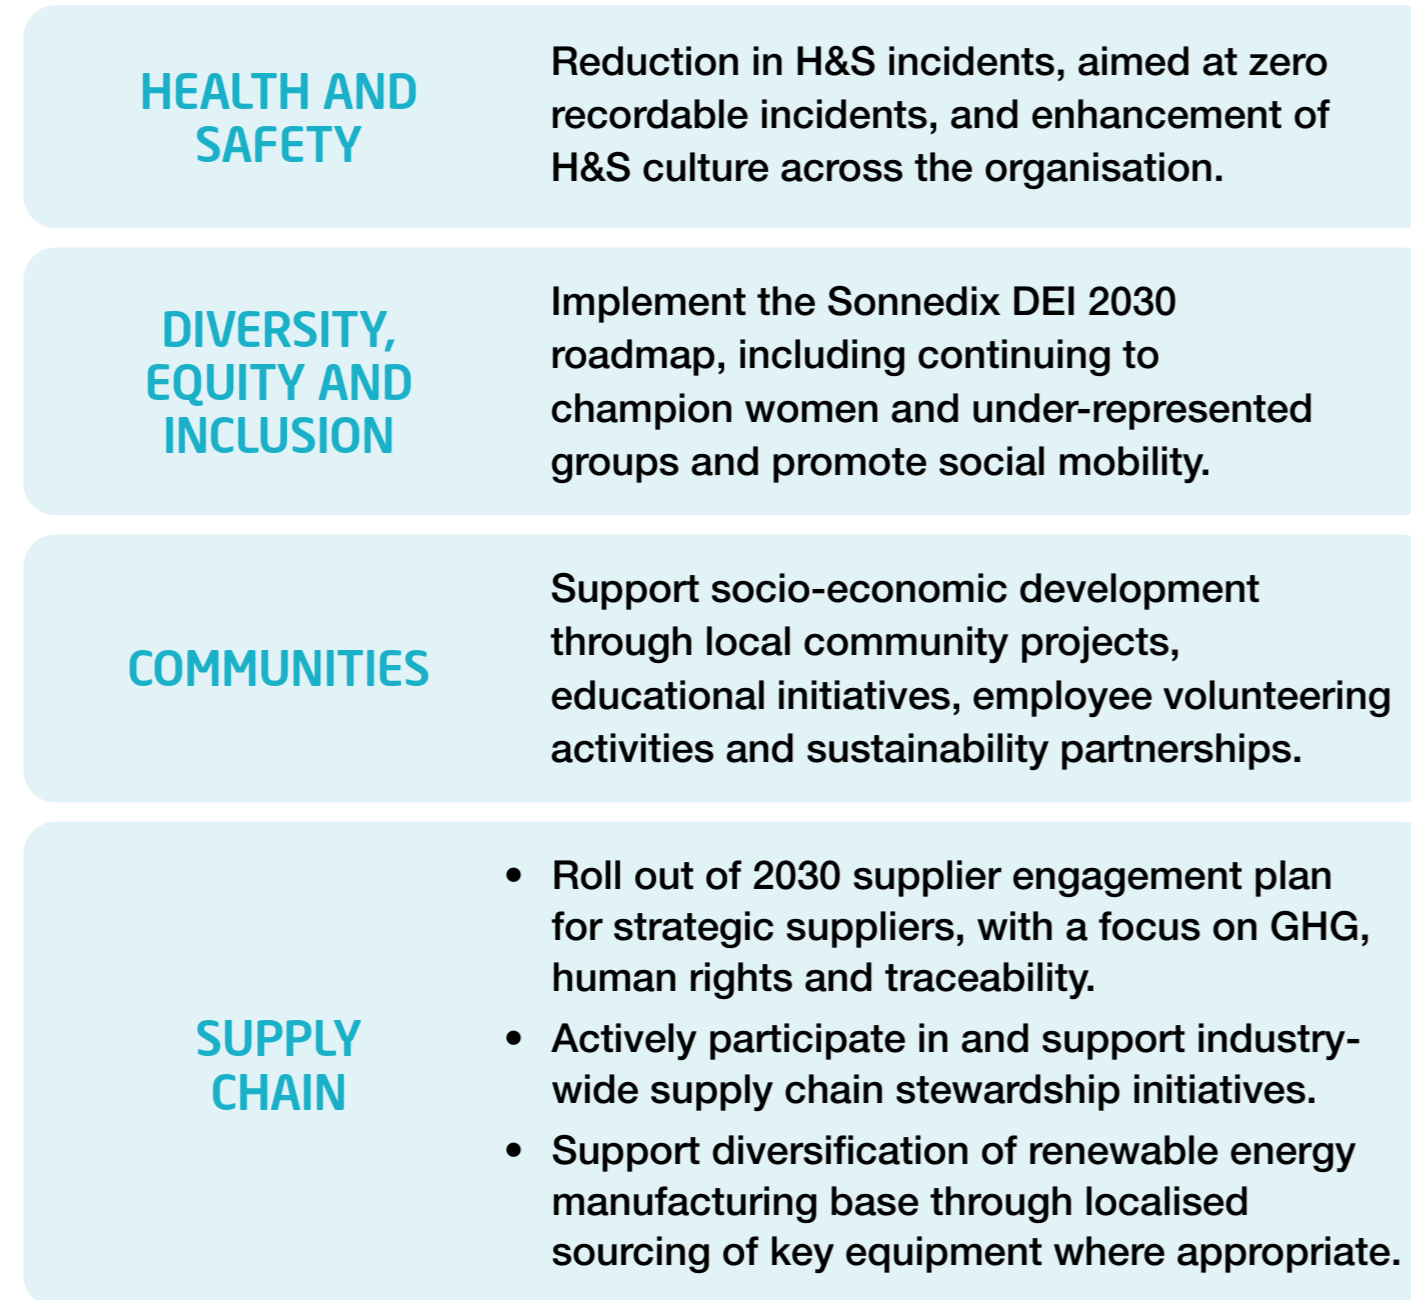 HEALTH AND
SAFETY
Reduction in H&S incidents, aimed at zero
recordable incidents, and enhancement of
H&S culture across the organisation.
DIVERSITY,
EQUITY AND
INCLUSION
Implement the Sonnedix DEI 2030
roadmap, including continuing to
champion women and under-represented
groups and promote social mobility.
COMMUNITIES
Support socio-economic development
through local community projects,
educational initiatives, employee volunteering
activities and sustainability partnerships.
SUPPLY
CHAIN
• Roll out of 2030 supplier engagement plan
for strategic suppliers, with a focus on GHG,
human rights and traceability.
• Actively participate in and support industry-
wide supply chain stewardship initiatives.
• Support diversification of renewable energy
manufacturing base through localised
sourcing of key equipment where appropriate.